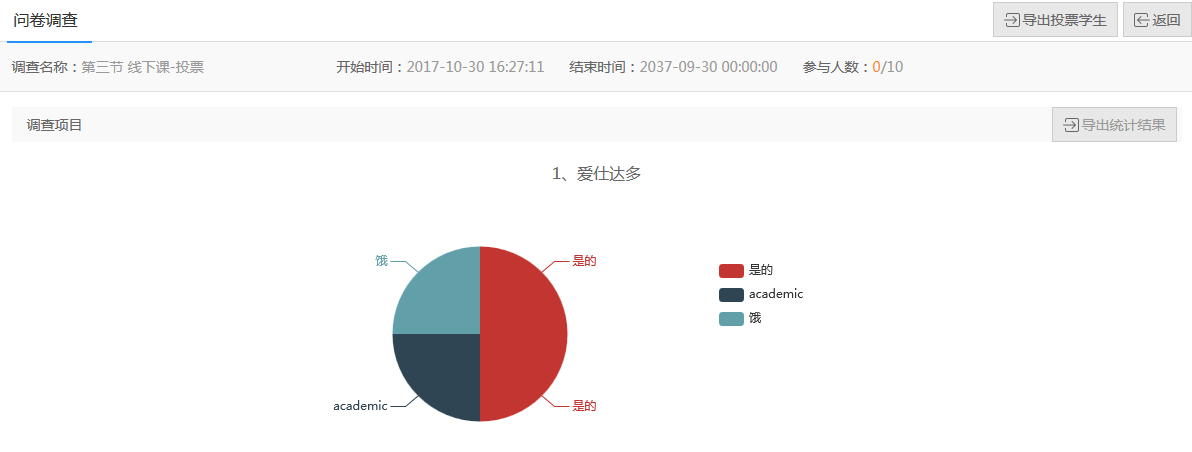 问卷调查
导出投票学生
返回
调查名称：第三节 线下课-投票
开始时间：2017-10-30 16:27:11
结束时间：2037-09-30 00:00:00
参与人数：0/10
调查项目
导出统计结果
1、爱仕达多
饿
是的
academic
是的
是的
academic
饿